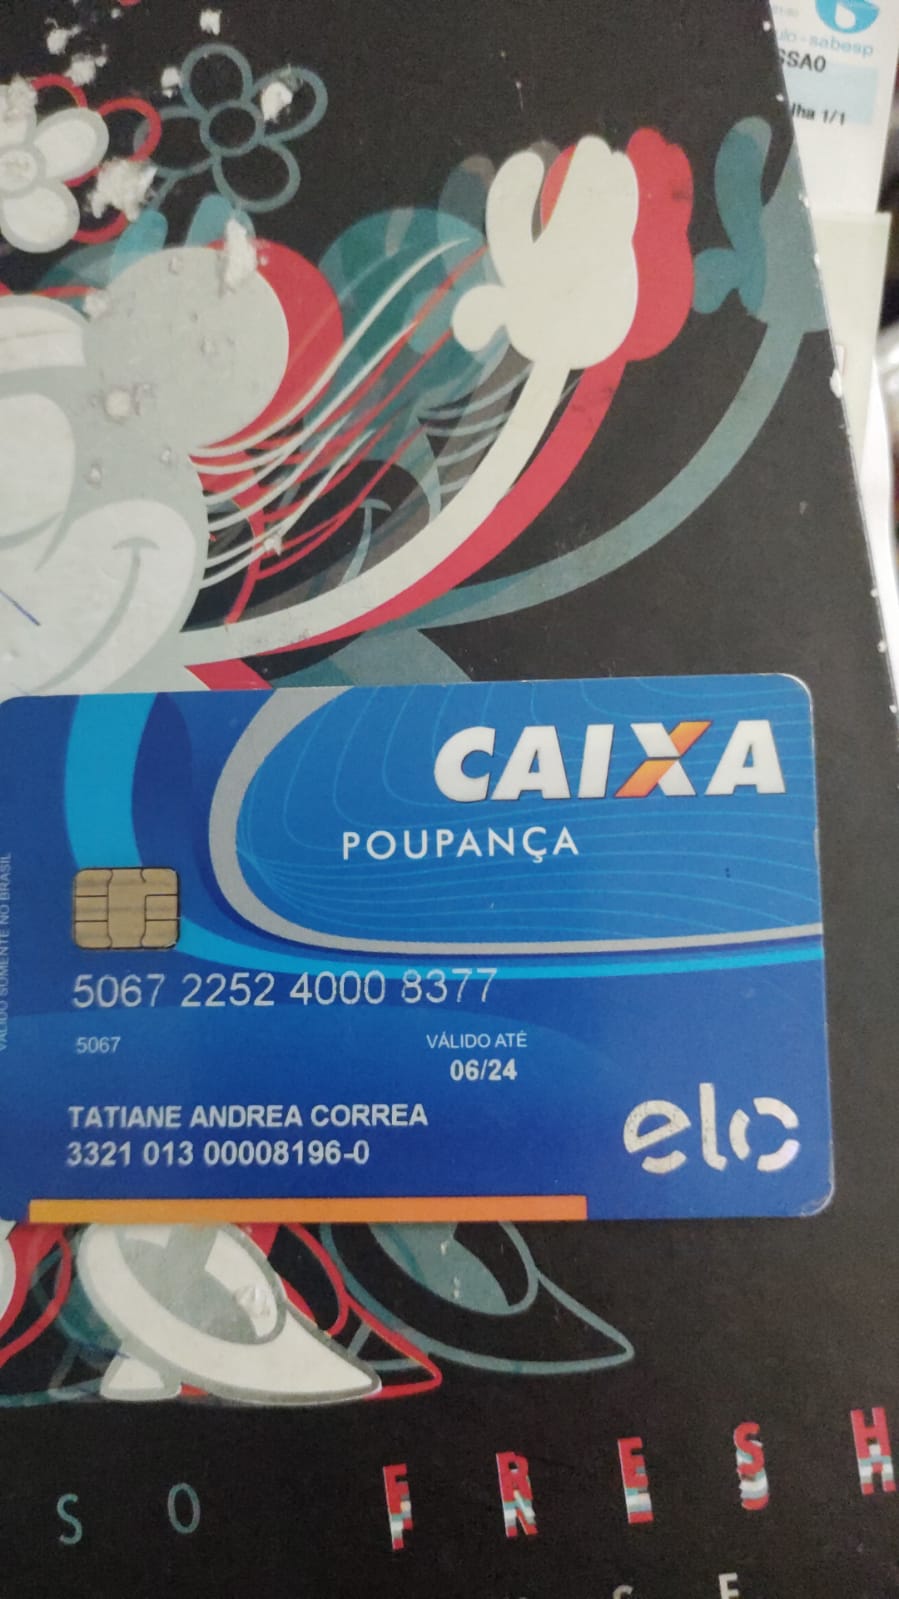 ulo - sabesp
SSAO
lha 1/1
CAIXA
POUPANÇA
VÁLIDO SOMENTE NO BRASIL
5067 2252 4000 8377
5067
VÁLIDO ATÉ
06/24
TATIANE ANDREA CORREA
3321 013 00008196-0
elo
SO FRESH